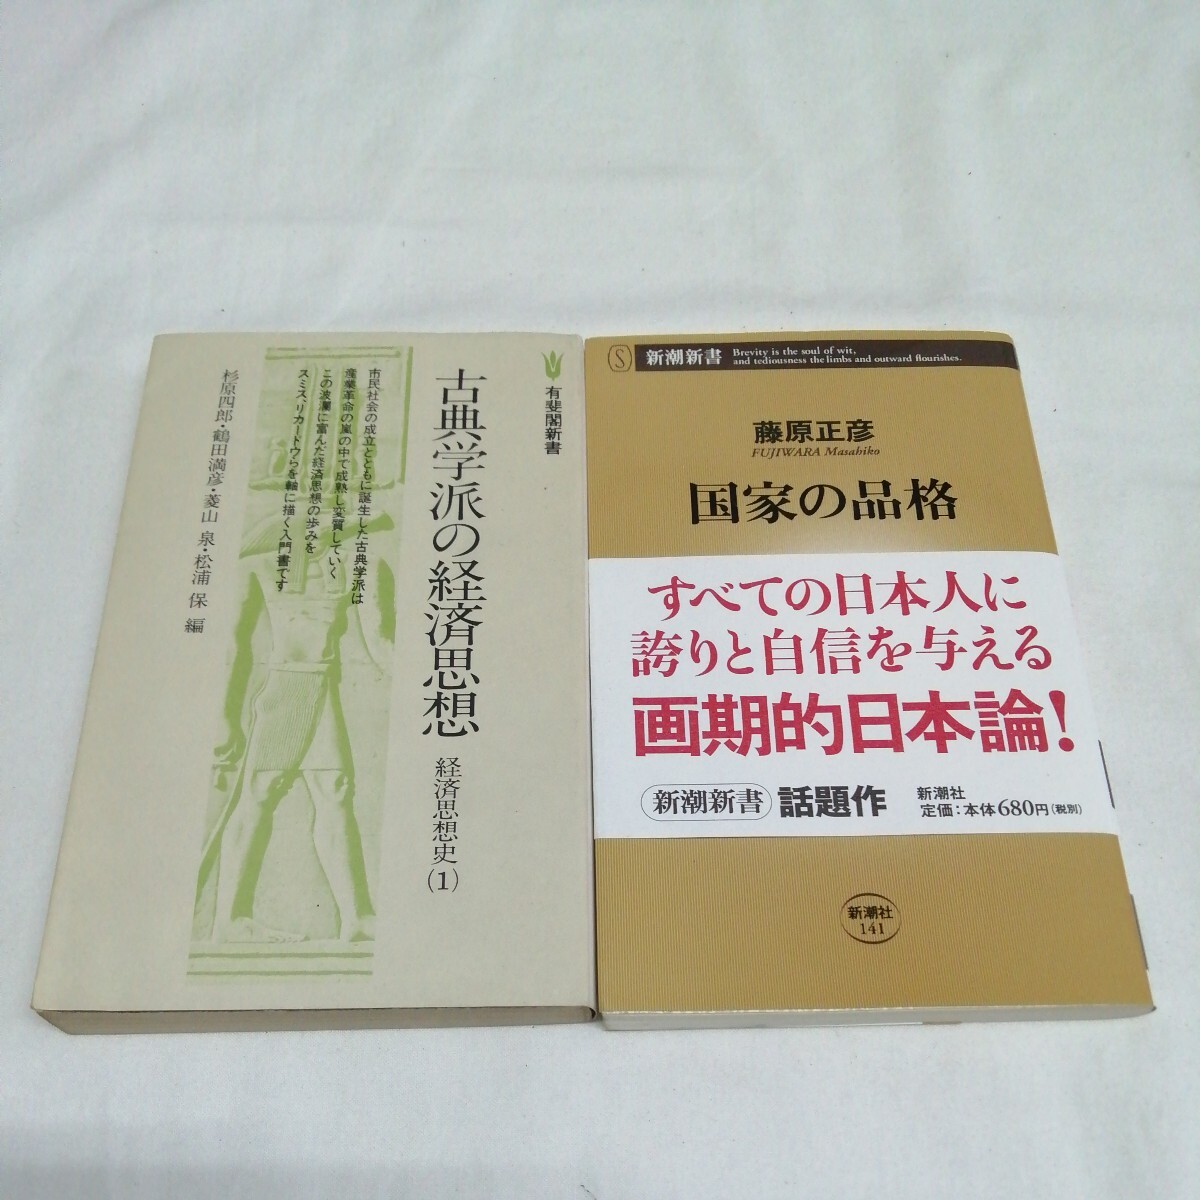 有斐閣新書
古典学派の経済思想
経済思想史(1)
市民社会の成立とともに誕生した古典学派は
産業革命の嵐の中で成熟し変質していく
この波瀾に富んだ経済思想の歩みを
スミス、リカードウらを軸に描く入門書です
杉原四郎・鶴田満彦・菱山 泉・松浦 保 編
S
新潮新書
Brevity is the soul of wit,
and tediousness the limbs and outward flourishes.
藤原正彦
FUJIWARA Masahiko
国家の品格
すべての日本人に
誇りと自信を与える
画期的日本論!
新潮新書 話題作
新潮社
定価:本体680円(税別)
新潮社
141